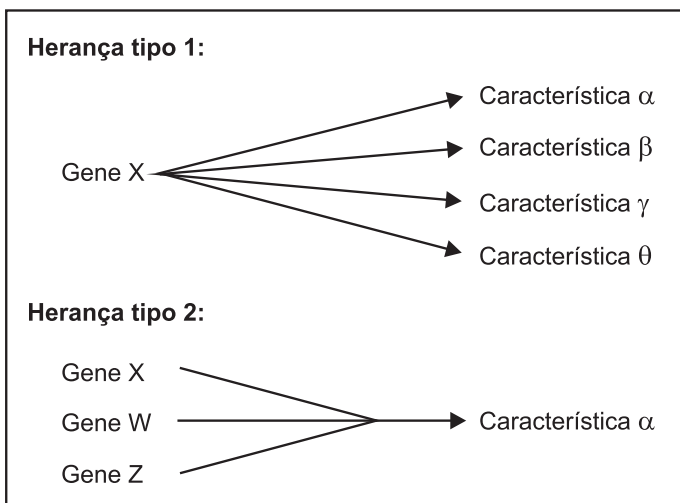 Herança tipo 1:
Gene X
Característica α
Característica β
Característica γ
Característica θ
Herança tipo 2:
Gene X
Gene W
Gene Z
Característica α